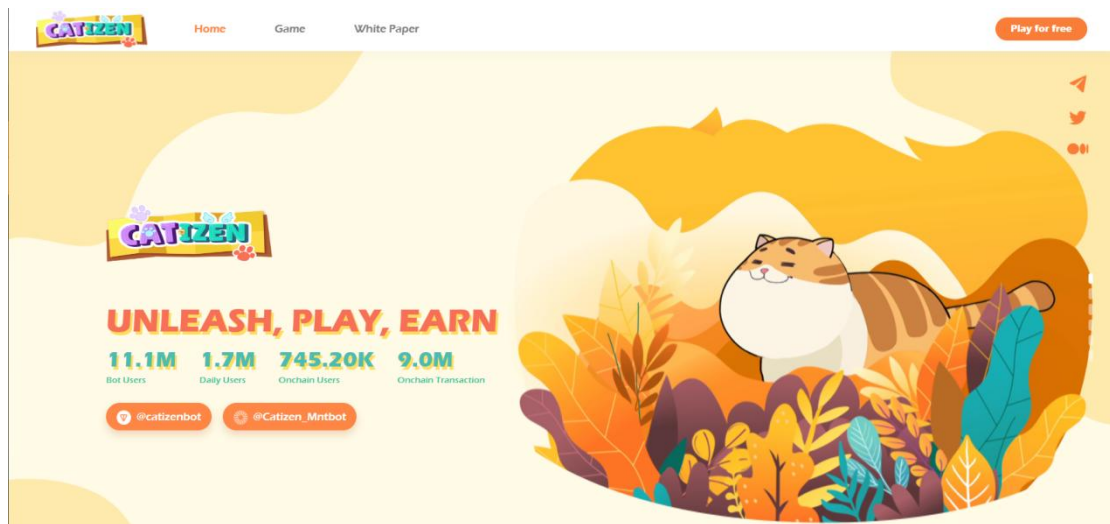 CATIZEN
Home Game White Paper
Play for free
CATIZEN
UNLEASH, PLAY, EARN
11.1M 1.7M 745.20K 9.0M
Bot Users Daily Users Onchain Users Onchain Transaction
@catizenbot @Catizen_Mntbot